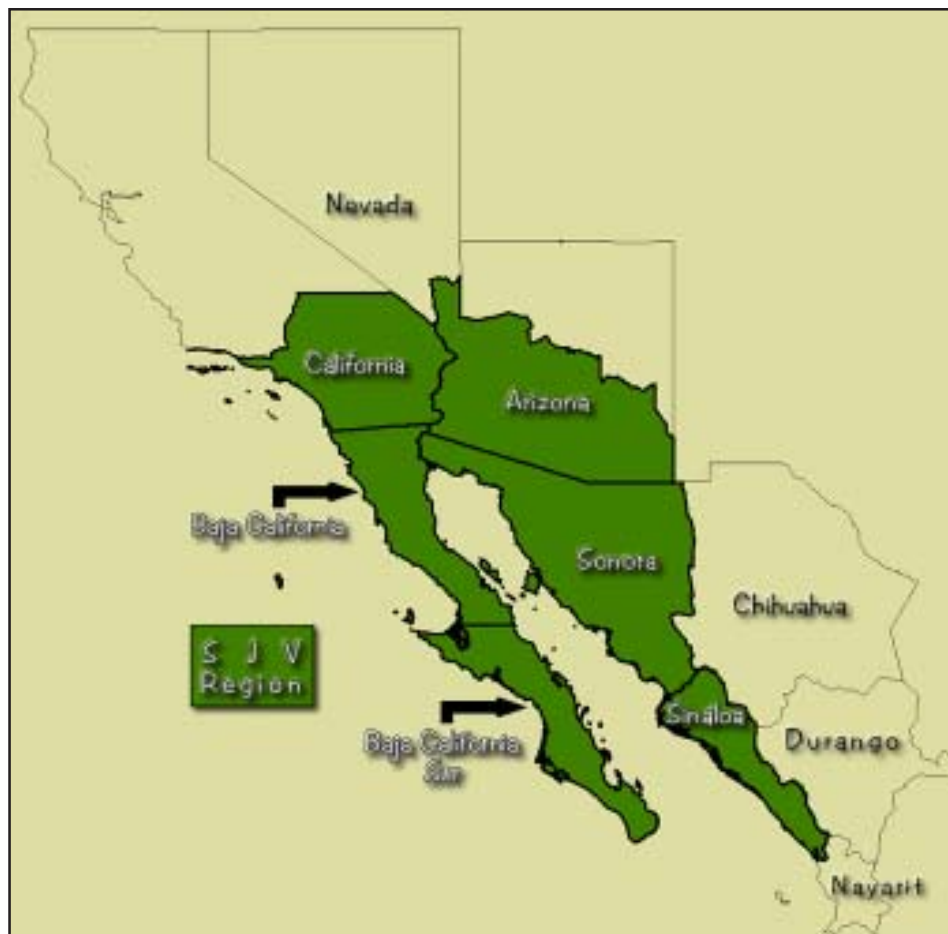 Nevada
California
Arizona
Baja California
Sonora
Chihuahua
S J V
Region
Sinaloa
Baja California
Sur
Durango
Nayarit